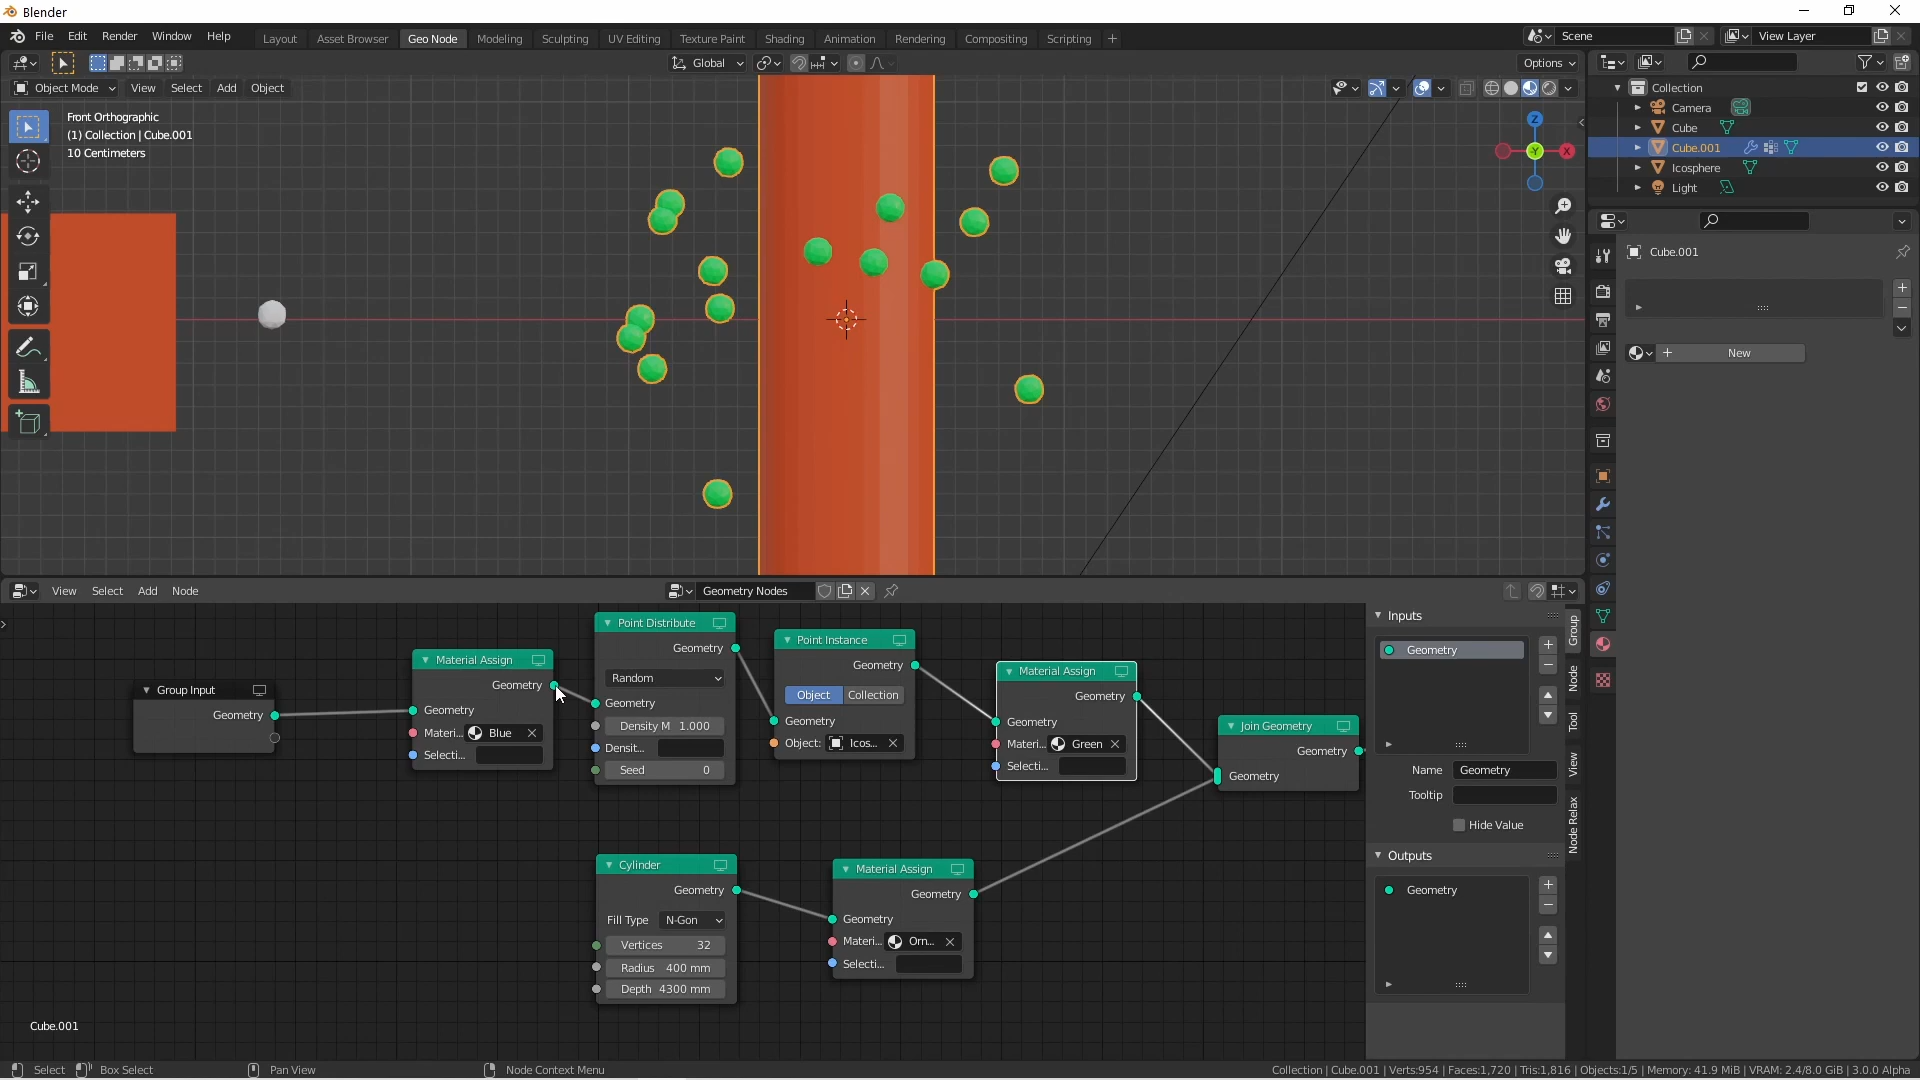 Blender
File Edit Render Window Help
Layout Asset Browser Geo Node Modeling Sculpting UV Editing Texture Paint Shading Animation Rendering Compositing Scripting
Scene
View Layer
Global
Options
Object Mode View Select Add Object
Front Orthographic
(1) Collection | Cube.001
10 Centimeters
Z
Y
X
Collection
Camera
Cube
Cube.001
Icosphere
Light
Cube.001
New
View Select Add Node
Geometry Nodes
Group Input
Geometry
Material Assign
Geometry
Geometry
Materi... Blue
Selecti...
Point Distribute
Geometry
Random
Geometry
Density M 1.000
Densit...
Seed 0
Point Instance
Geometry
Object Collection
Geometry
Object: Icos...
Material Assign
Geometry
Geometry
Materi... Green
Selecti...
Join Geometry
Geometry
Geometry
Cylinder
Geometry
Fill Type N-Gon
Vertices 32
Radius 400 mm
Depth 4300 mm
Material Assign
Geometry
Geometry
Materi... Orn...
Selecti...
Inputs
Geometry
Name Geometry
Tooltip
Hide Value
Outputs
Geometry
Group
Node
Tool
View
Node Relax
Cube.001
Select Box Select Pan View Node Context Menu
Collection | Cube.001 | Verts:954 | Faces:1,720 | Tris:1,816 | Objects:1/5 | Memory: 41.9 MiB | VRAM: 2.4/8.0 GiB | 3.0.0 Alpha